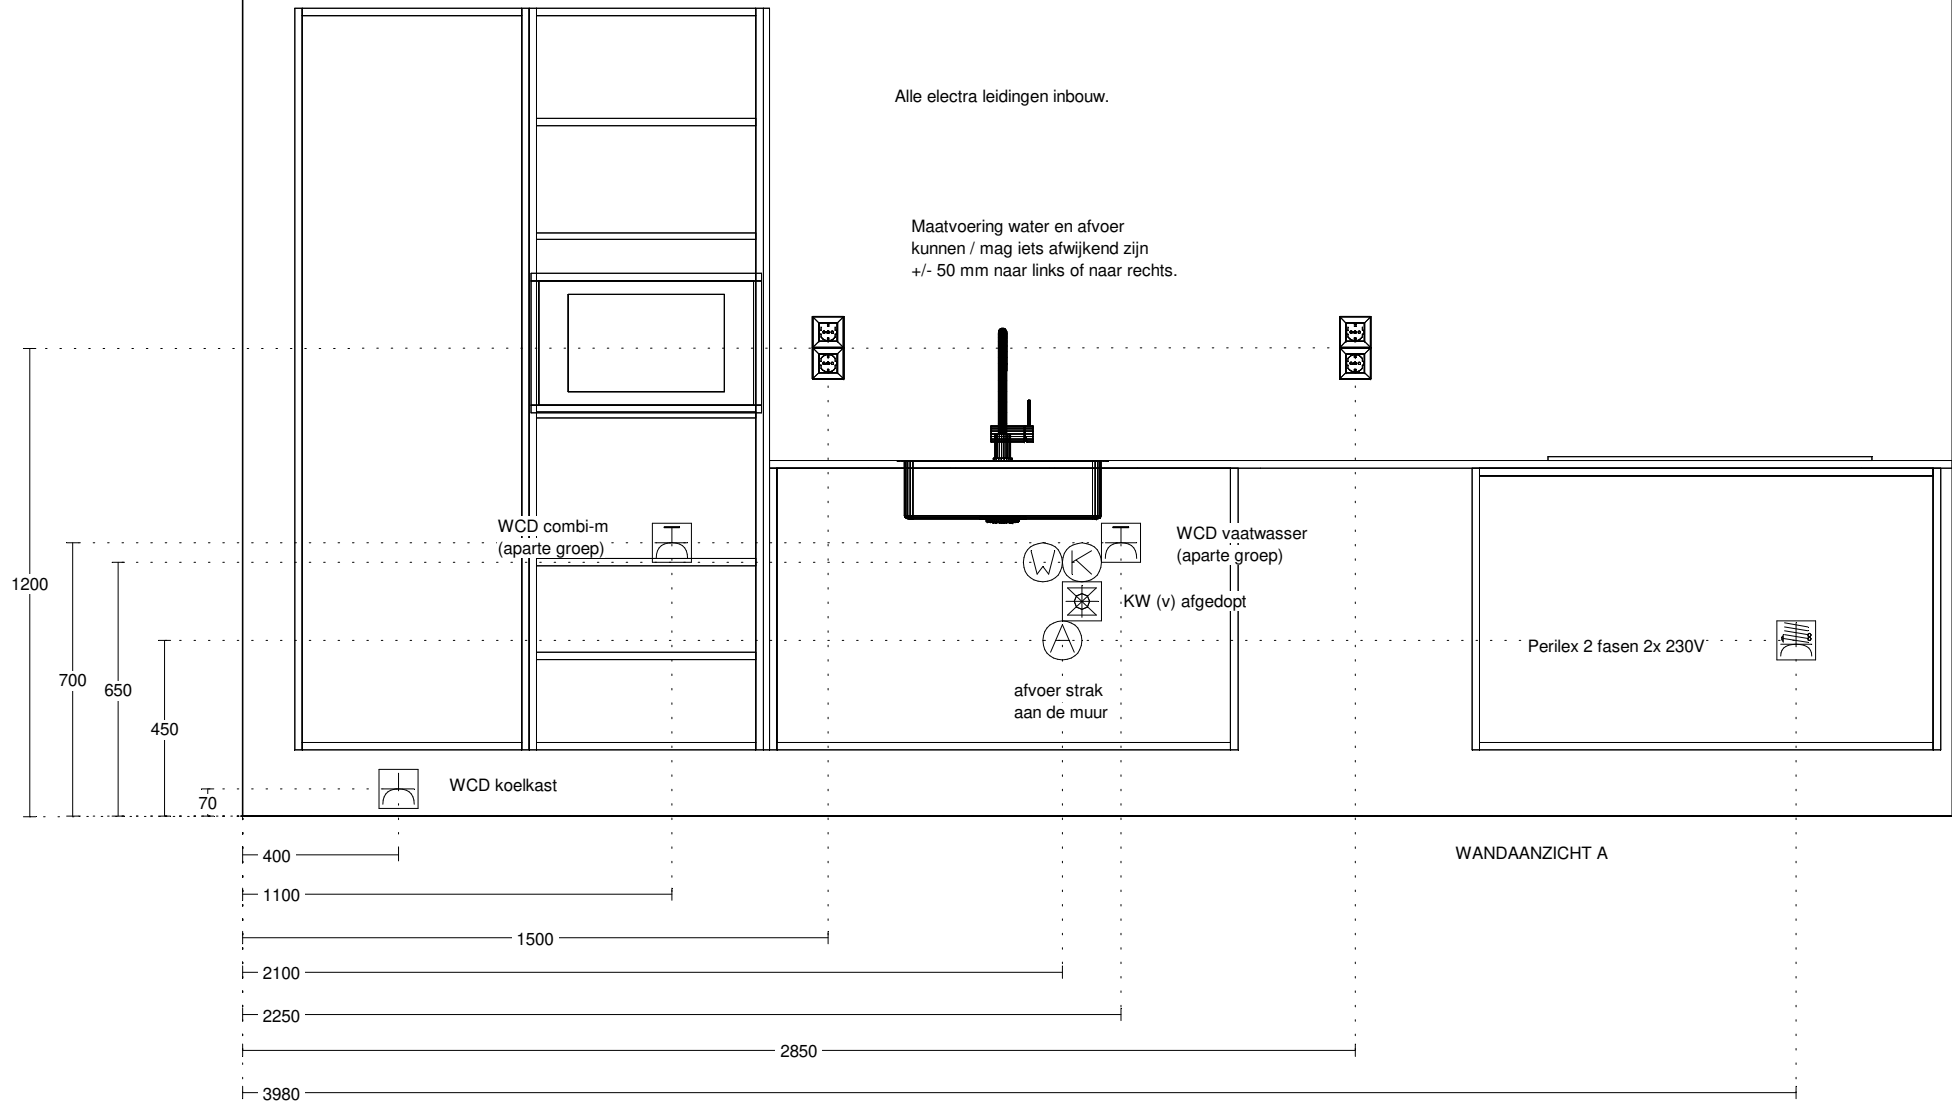 Alle electra leidingen inbouw.
Maatvoering water en afvoer
kunnen / mag iets afwijkend zijn
+/- 50 mm naar links of naar rechts.
WCD combi-m
(aparte groep)
WCD vaatwasser
(aparte groep)
W
K
KW (v) afgedopt
A
Perilex 2 fasen 2x 230V
afvoer strak
aan de muur
1200
700
650
450
70
WCD koelkast
WANDAANZICHT A
400
1100
1500
2100
2250
2850
3980